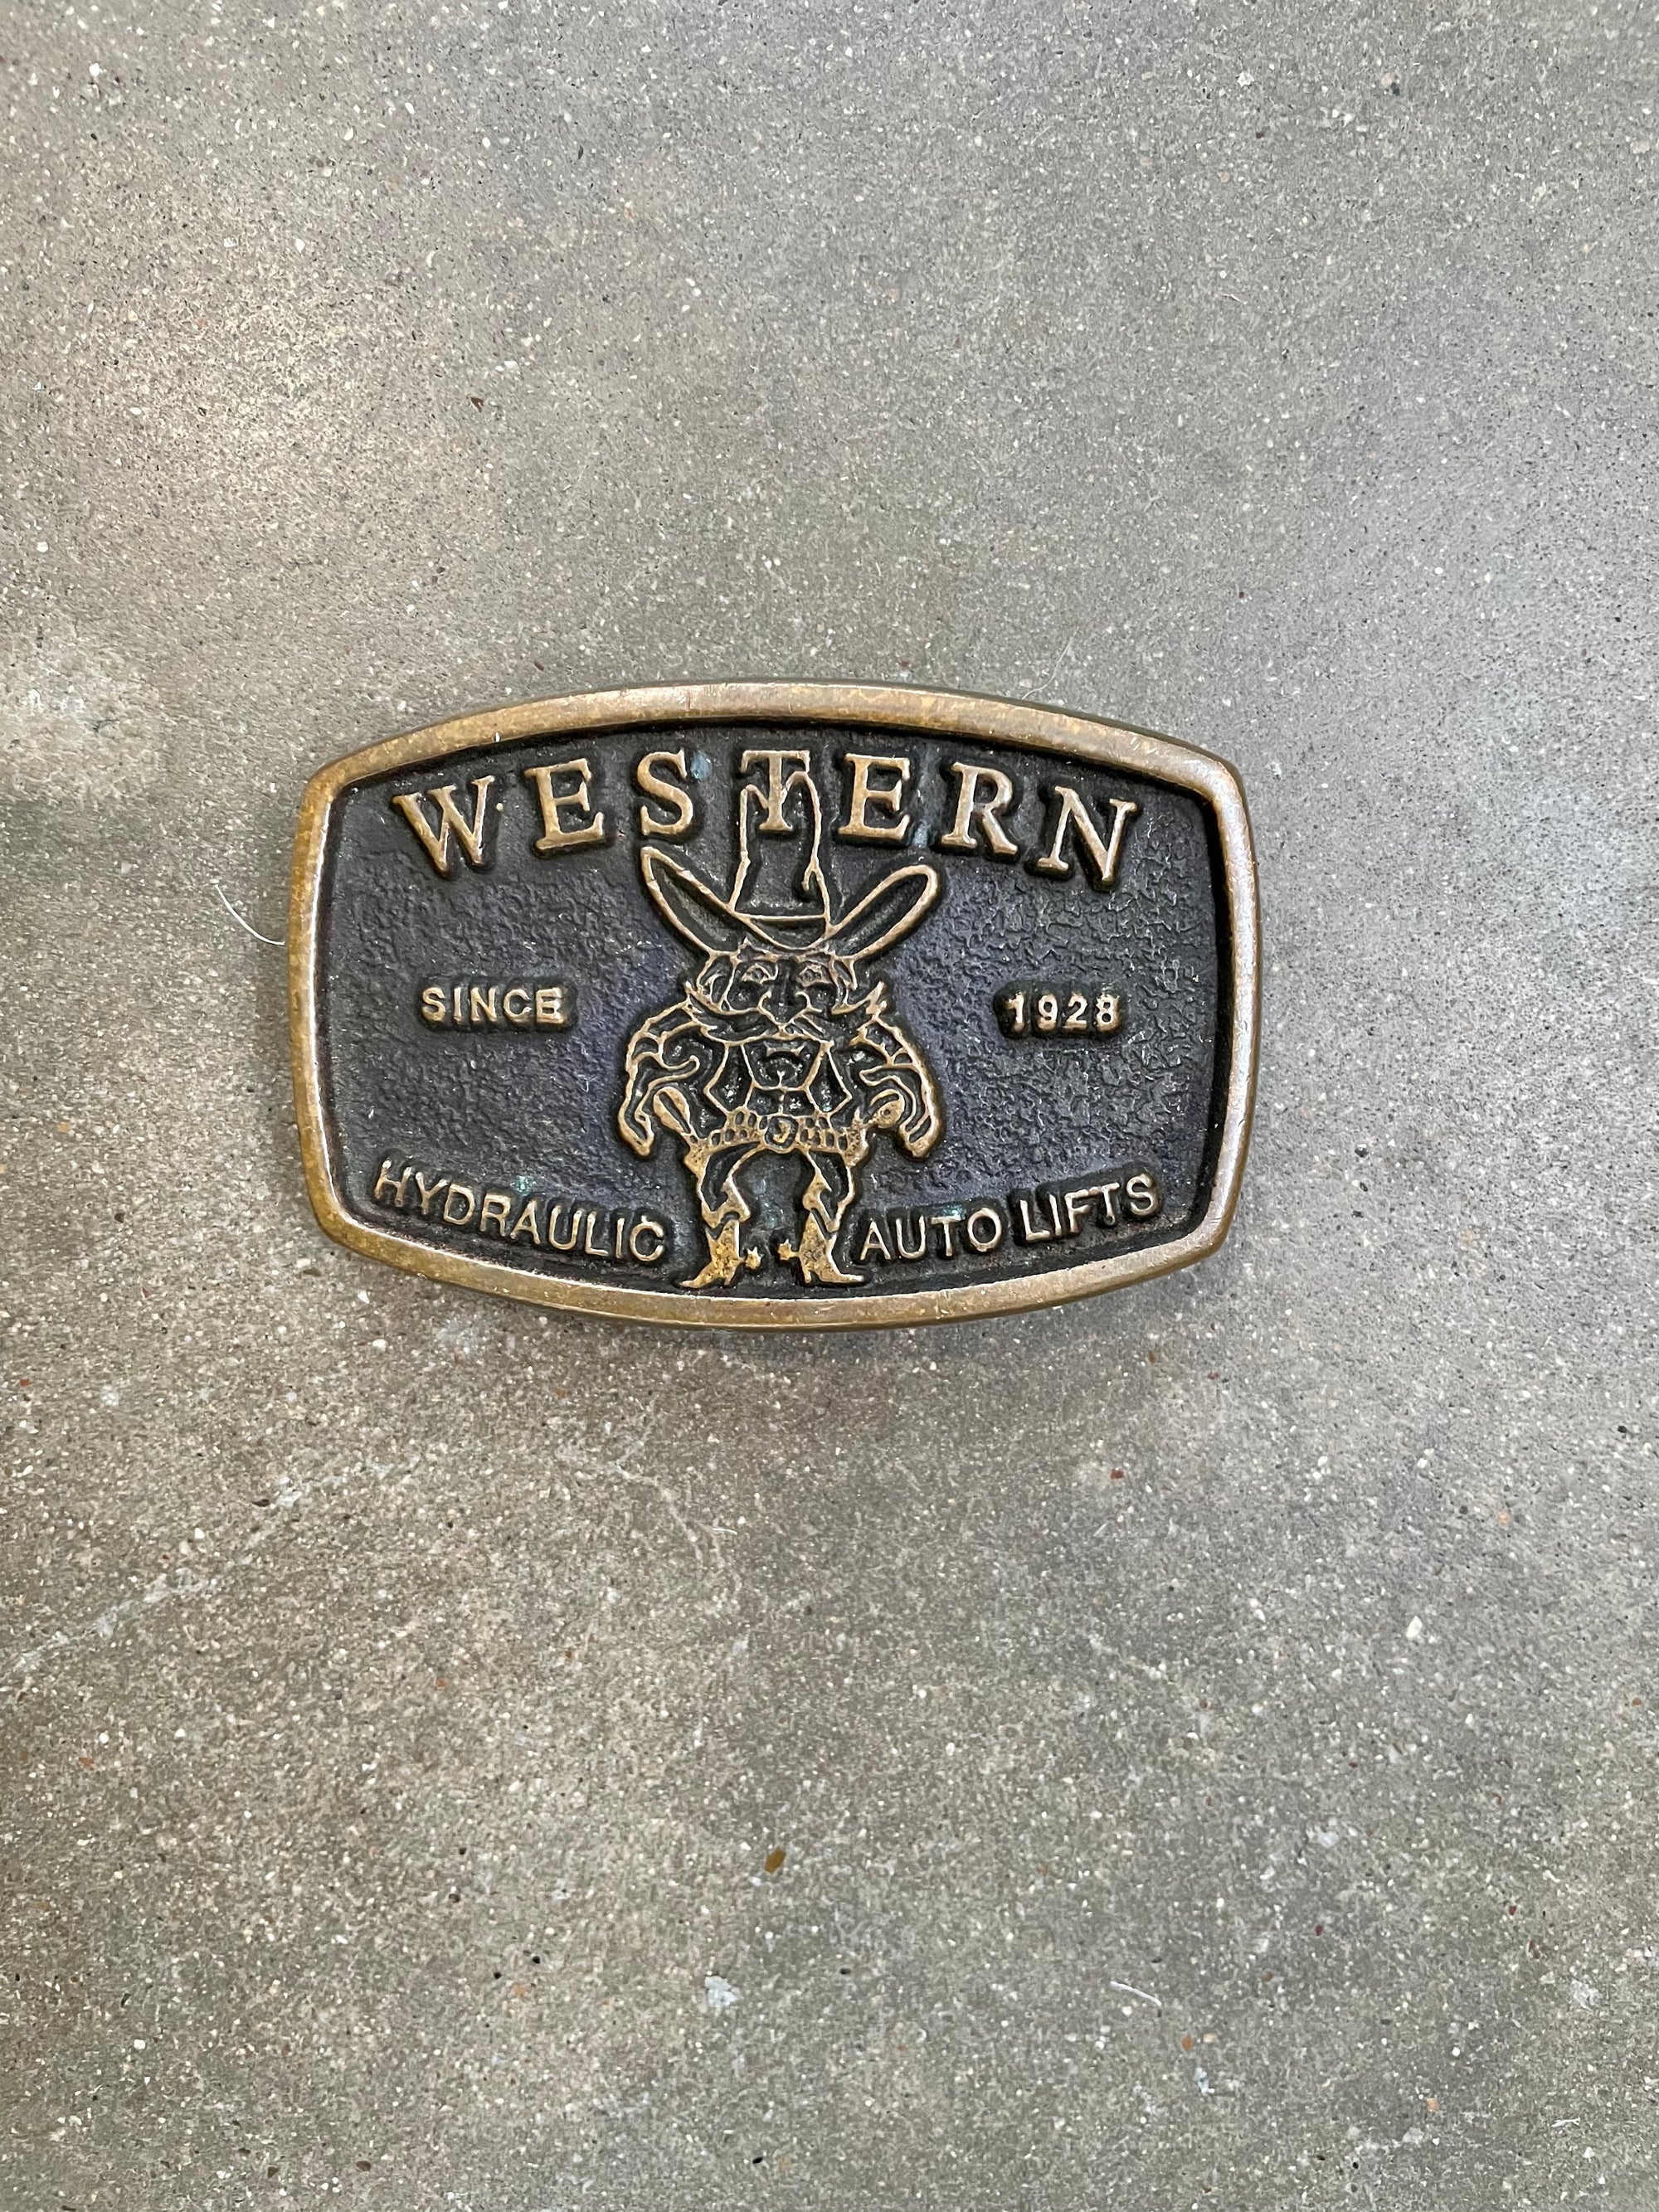 WESTERN
SINCE 1928
HYDRAULIC AUTO LIFTS